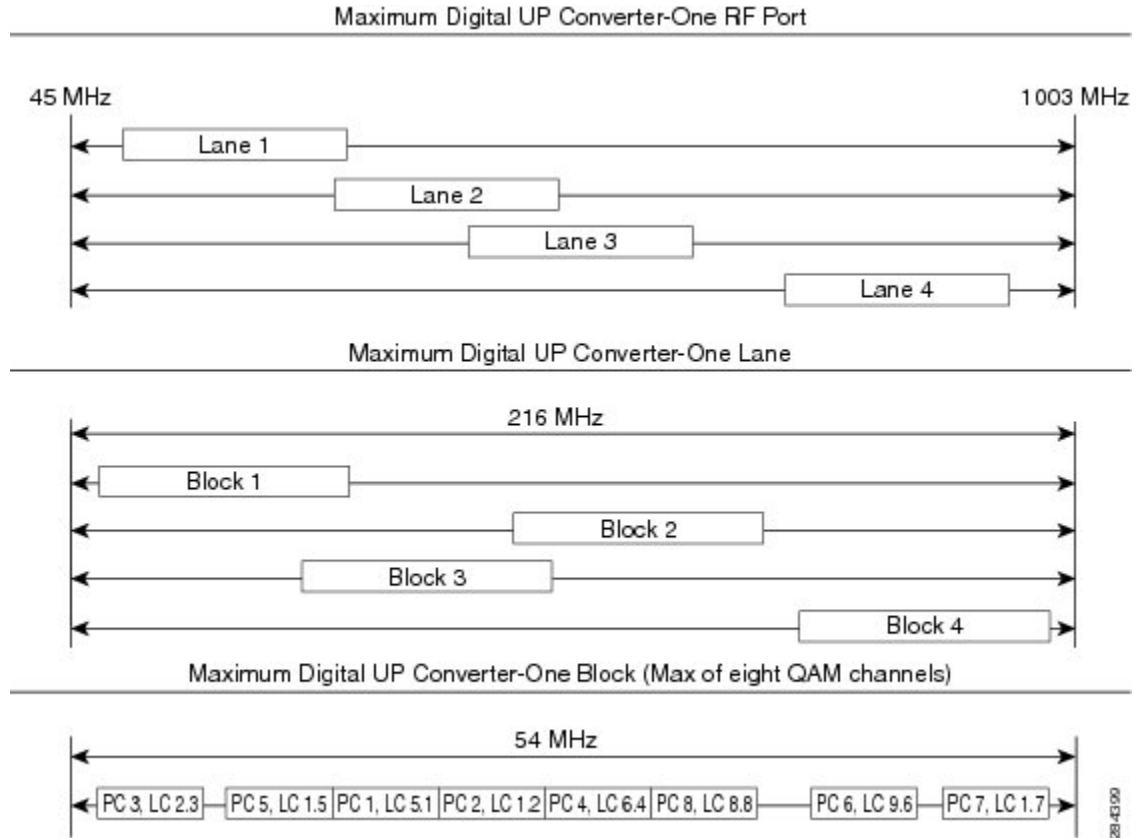 Maximum Digital UP Converter-One RF Port
45 MHz
1003 MHz
Lane 1
Lane 2
Lane 3
Lane 4
Maximum Digital UP Converter-One Lane
216 MHz
Block 1
Block 2
Block 3
Block 4
Maximum Digital UP Converter-One Block (Max of eight QAM channels)
54 MHz
PC 3, LC 2.3
PC 5, LC 1.5
PC 1, LC 5.1
PC 2, LC 1.2
PC 4, LC 6.4
PC 8, LC 8.8
PC 6, LC 9.6
PC 7, LC 1.7
284399